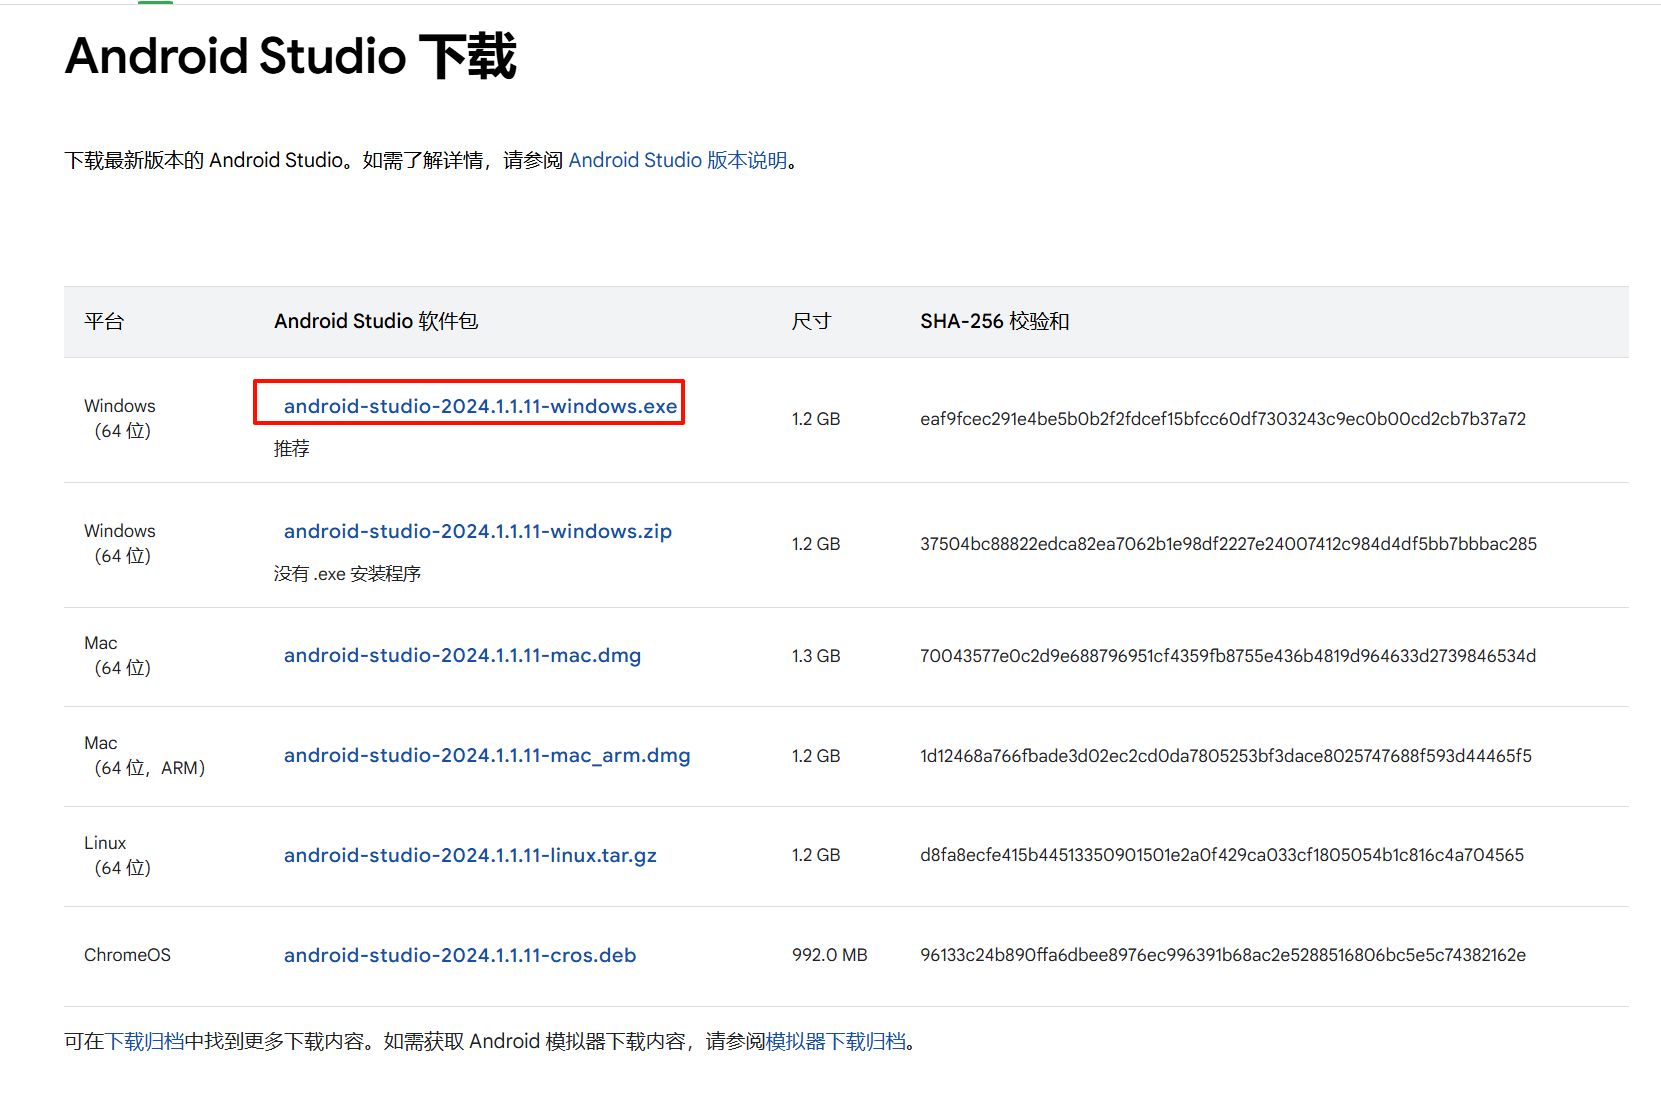 Android Studio 下载
下载最新版本的 Android Studio。如需了解详情，请参阅 Android Studio 版本说明。
平台 Android Studio 软件包 尺寸 SHA-256 校验和
Windows
（64 位） android-studio-2024.1.1.11-windows.exe 1.2 GB eaf9fcec291e4be5b0b2f2fdcef15bfcc60df7303243c9ec0b00cd2cb7b37a72
推荐
Windows
（64 位） android-studio-2024.1.1.11-windows.zip 1.2 GB 37504bc88822edca82ea7062b1e98df2227e24007412c984d4df5bb7bbbac285
没有 .exe 安装程序
Mac
（64 位） android-studio-2024.1.1.11-mac.dmg 1.3 GB 70043577e0c2d9e688796951cf4359fb8755e436b4819d964633d2739846534d
Mac
（64 位，ARM） android-studio-2024.1.1.11-mac_arm.dmg 1.2 GB 1d12468a766fbade3d02ec2cd0da7805253bf3dace8025747688f593d44465f5
Linux
（64 位） android-studio-2024.1.1.11-linux.tar.gz 1.2 GB d8fa8ecfe415b44513350901501e2a0f429ca033cf1805054b1c816c4a704565
ChromeOS android-studio-2024.1.1.11-cros.deb 992.0 MB 96133c24b890ffa6dbee8976ec996391b68ac2e5288516806bc5e5c74382162e
可在下载归档中找到更多下载内容。如需获取 Android 模拟器下载内容，请参阅模拟器下载归档。